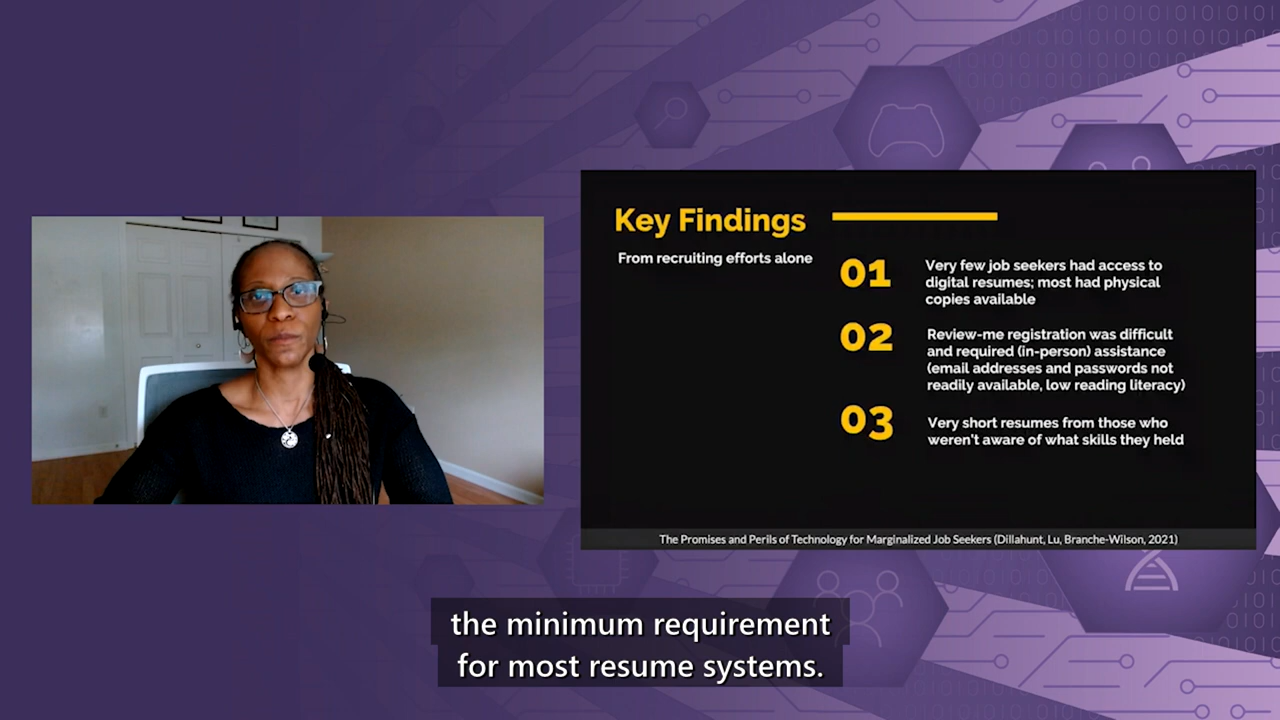 Key Findings
From recruiting efforts alone
01
Very few job seekers had access to
digital resumes; most had physical
copies available
02
Review-me registration was difficult
and required (in-person) assistance
(email addresses and passwords not
readily available, low reading literacy)
03
Very short resumes from those who
weren't aware of what skills they held
The Promises and Perils of Technology for Marginalized Job Seekers (Dillahunt, Lu, Branche-Wilson, 2021)
the minimum requirement
for most resume systems.